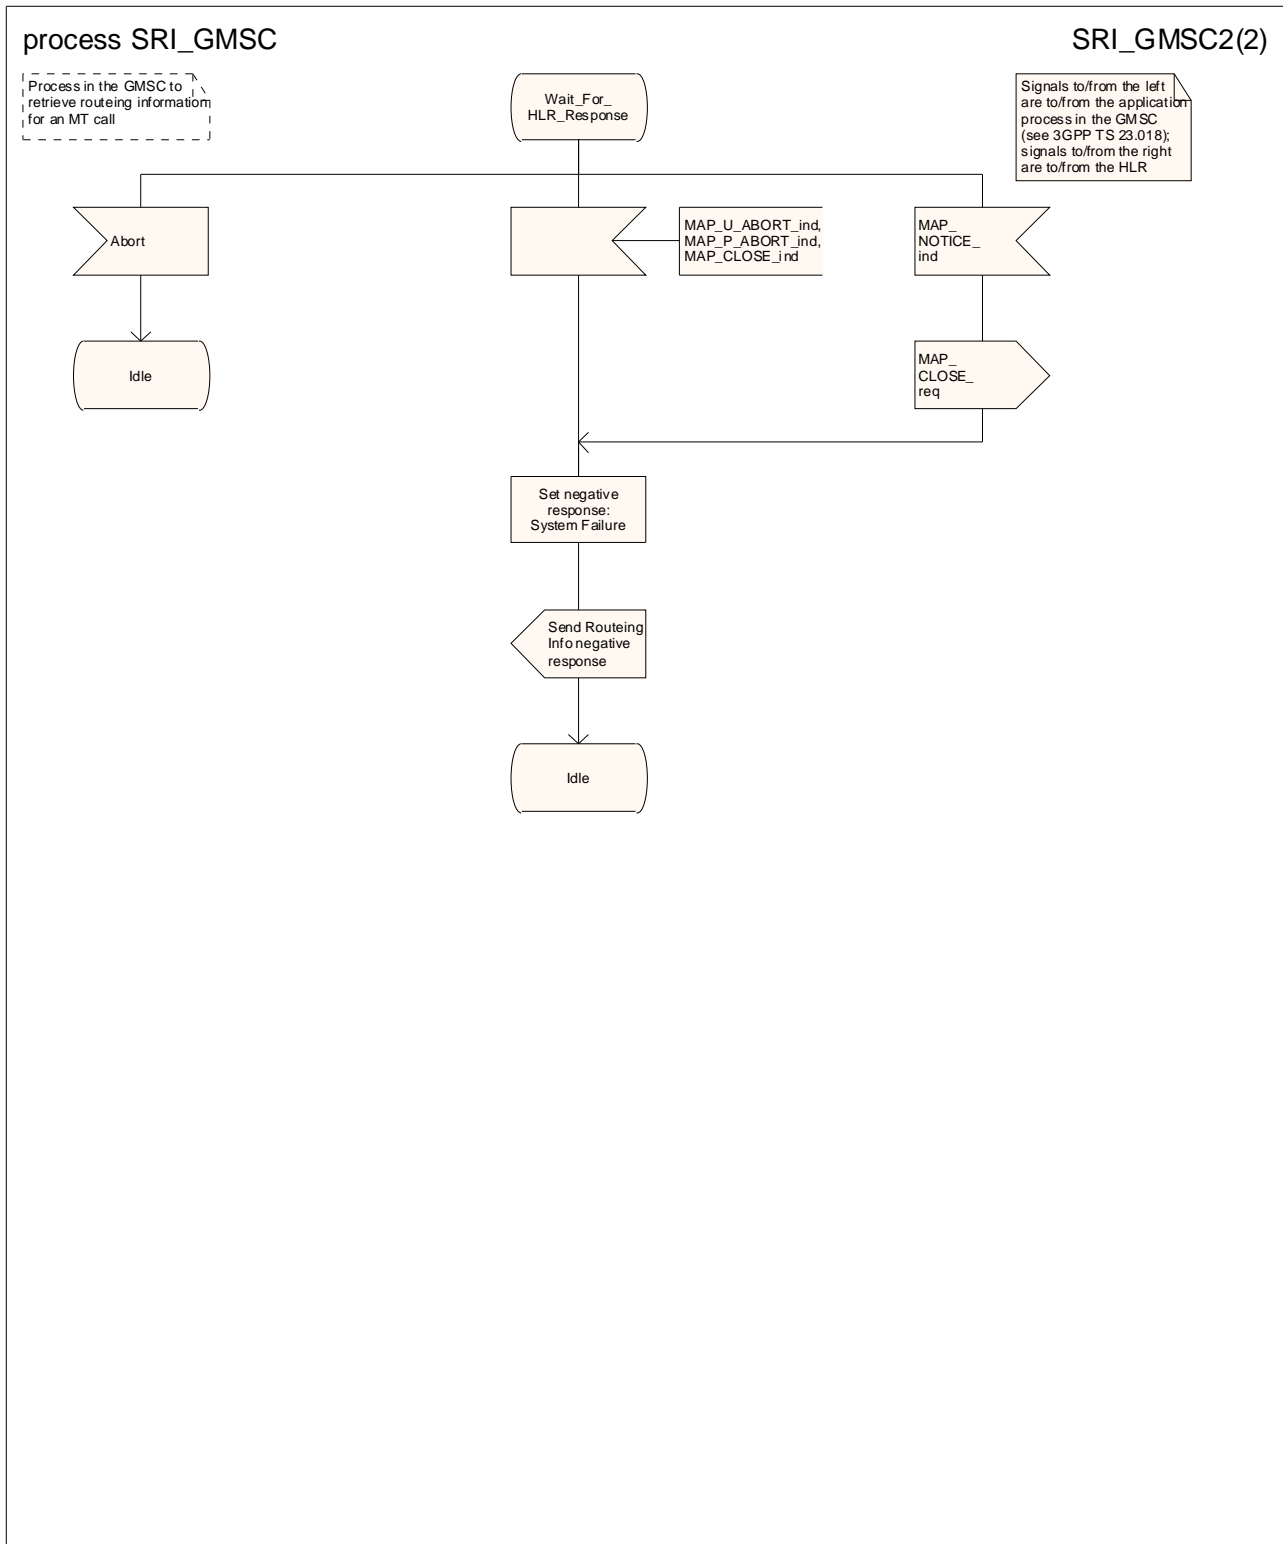 process SRI_GMSC
SRI_GMSC2(2)
Process in the GMSC to
retrieve routeing information
for an MT call
Wait_For_
HLR_Response
Signals to/from the left
are to/from the application
process in the GMSC
(see 3GPP TS 23.018);
signals to/from the right
are to/from the HLR
Abort
MAP_U_ABORT_ind,
MAP_P_ABORT_ind,
MAP_CLOSE_ind
MAP_
NOTICE_
ind
Idle
MAP_
CLOSE_
req
Set negative
response:
System Failure
Send Routeing
Info negative
response
Idle